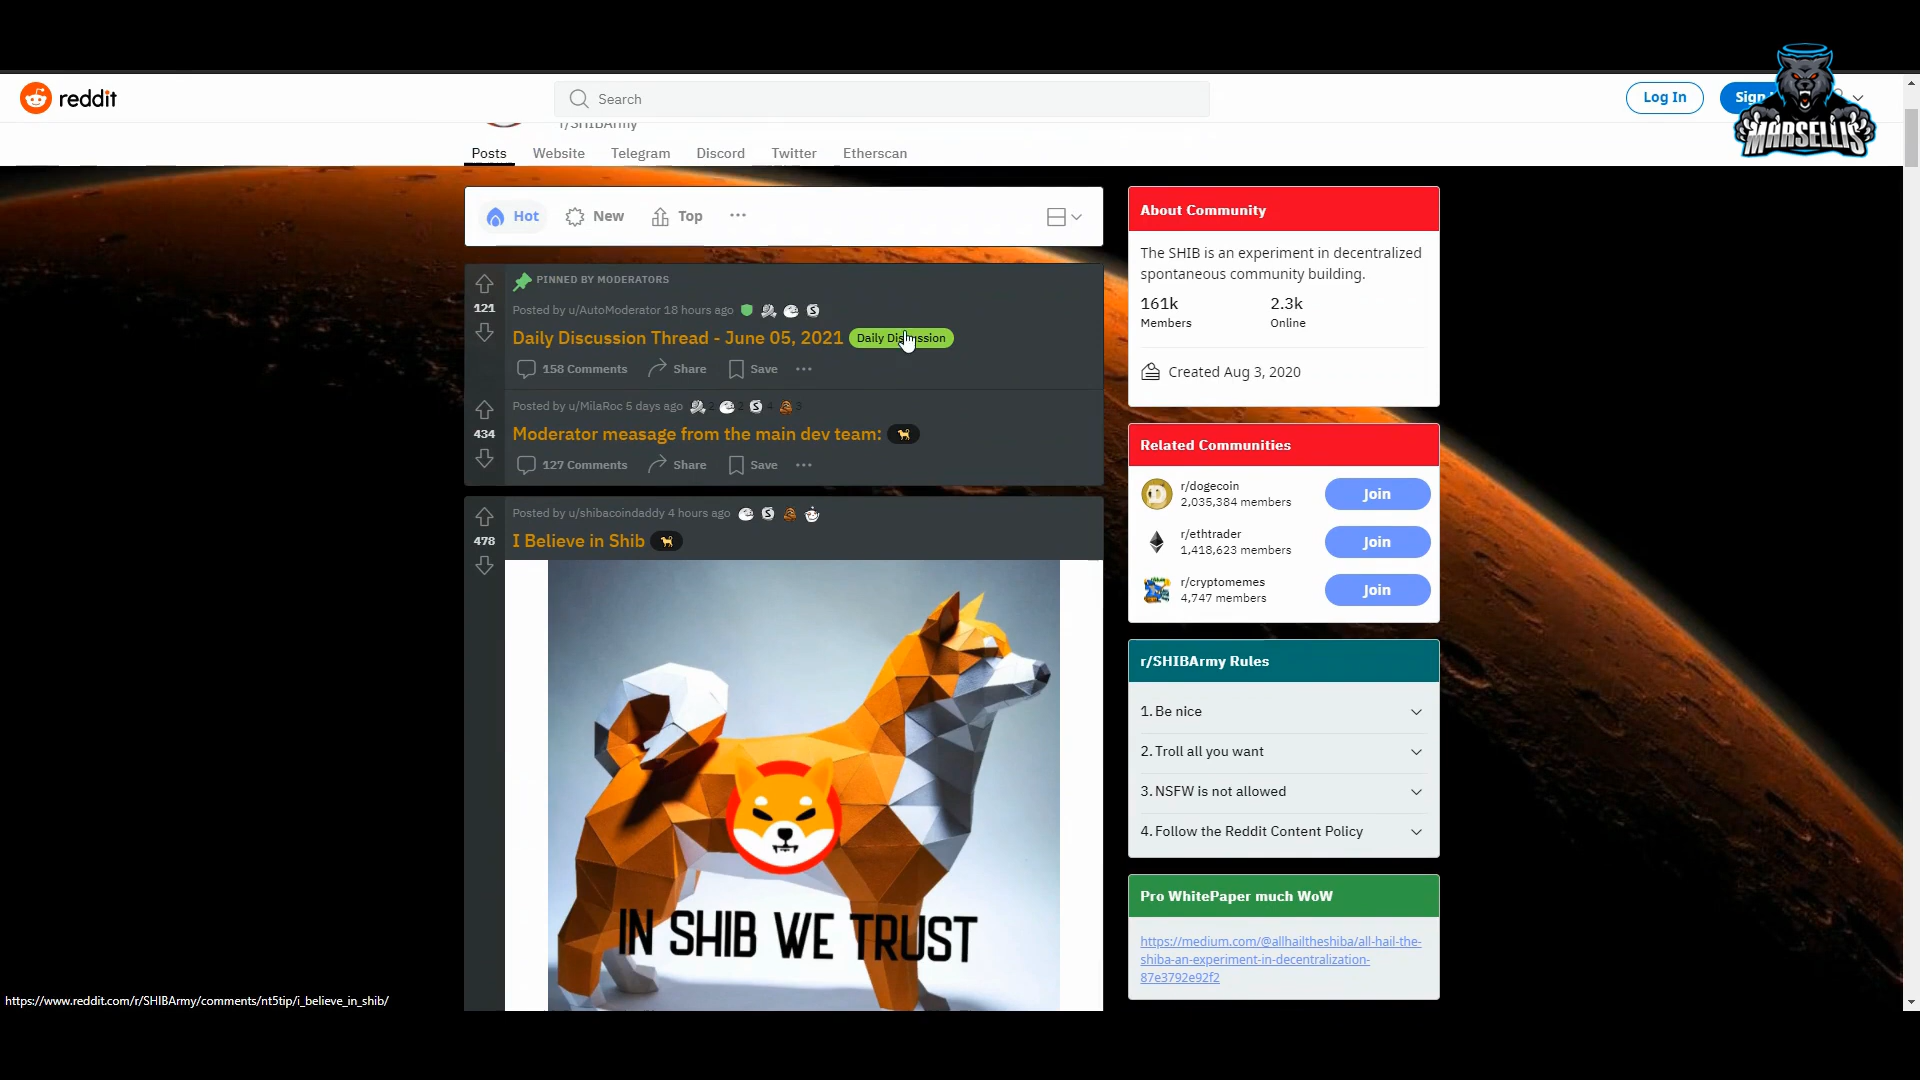 reddit
Search
Log In
Sign
MARSELLIS
r/SHIBArmy
Posts
Website
Telegram
Discord
Twitter
Etherscan
Hot
New
Top
PINNED BY MODERATORS
121
Posted by u/AutoModerator 18 hours ago
Daily Discussion Thread - June 05, 2021 Daily Discussion
158 Comments Share Save
Posted by u/MilaRoc 5 days ago 2 2 4 3
434
Moderator measage from the main dev team:
127 Comments Share Save
Posted by u/shibacoindaddy 4 hours ago
478
I Believe in Shib
IN SHIB WE TRUST
About Community
The SHIB is an experiment in decentralized
spontaneous community building.
161k 2.3k
Members Online
Created Aug 3, 2020
Related Communities
r/dogecoin
2,035,384 members
Join
r/ethtrader
1,418,623 members
Join
r/cryptomemes
4,747 members
Join
r/SHIBArmy Rules
1. Be nice
2. Troll all you want
3. NSFW is not allowed
4. Follow the Reddit Content Policy
Pro WhitePaper much WoW
https://medium.com/@allhailtheshiba/all-hail-the-
shiba-an-experiment-in-decentralization-
87e3792e92f2
https://www.reddit.com/r/SHIBArmy/comments/nt5tip/i_believe_in_shib/